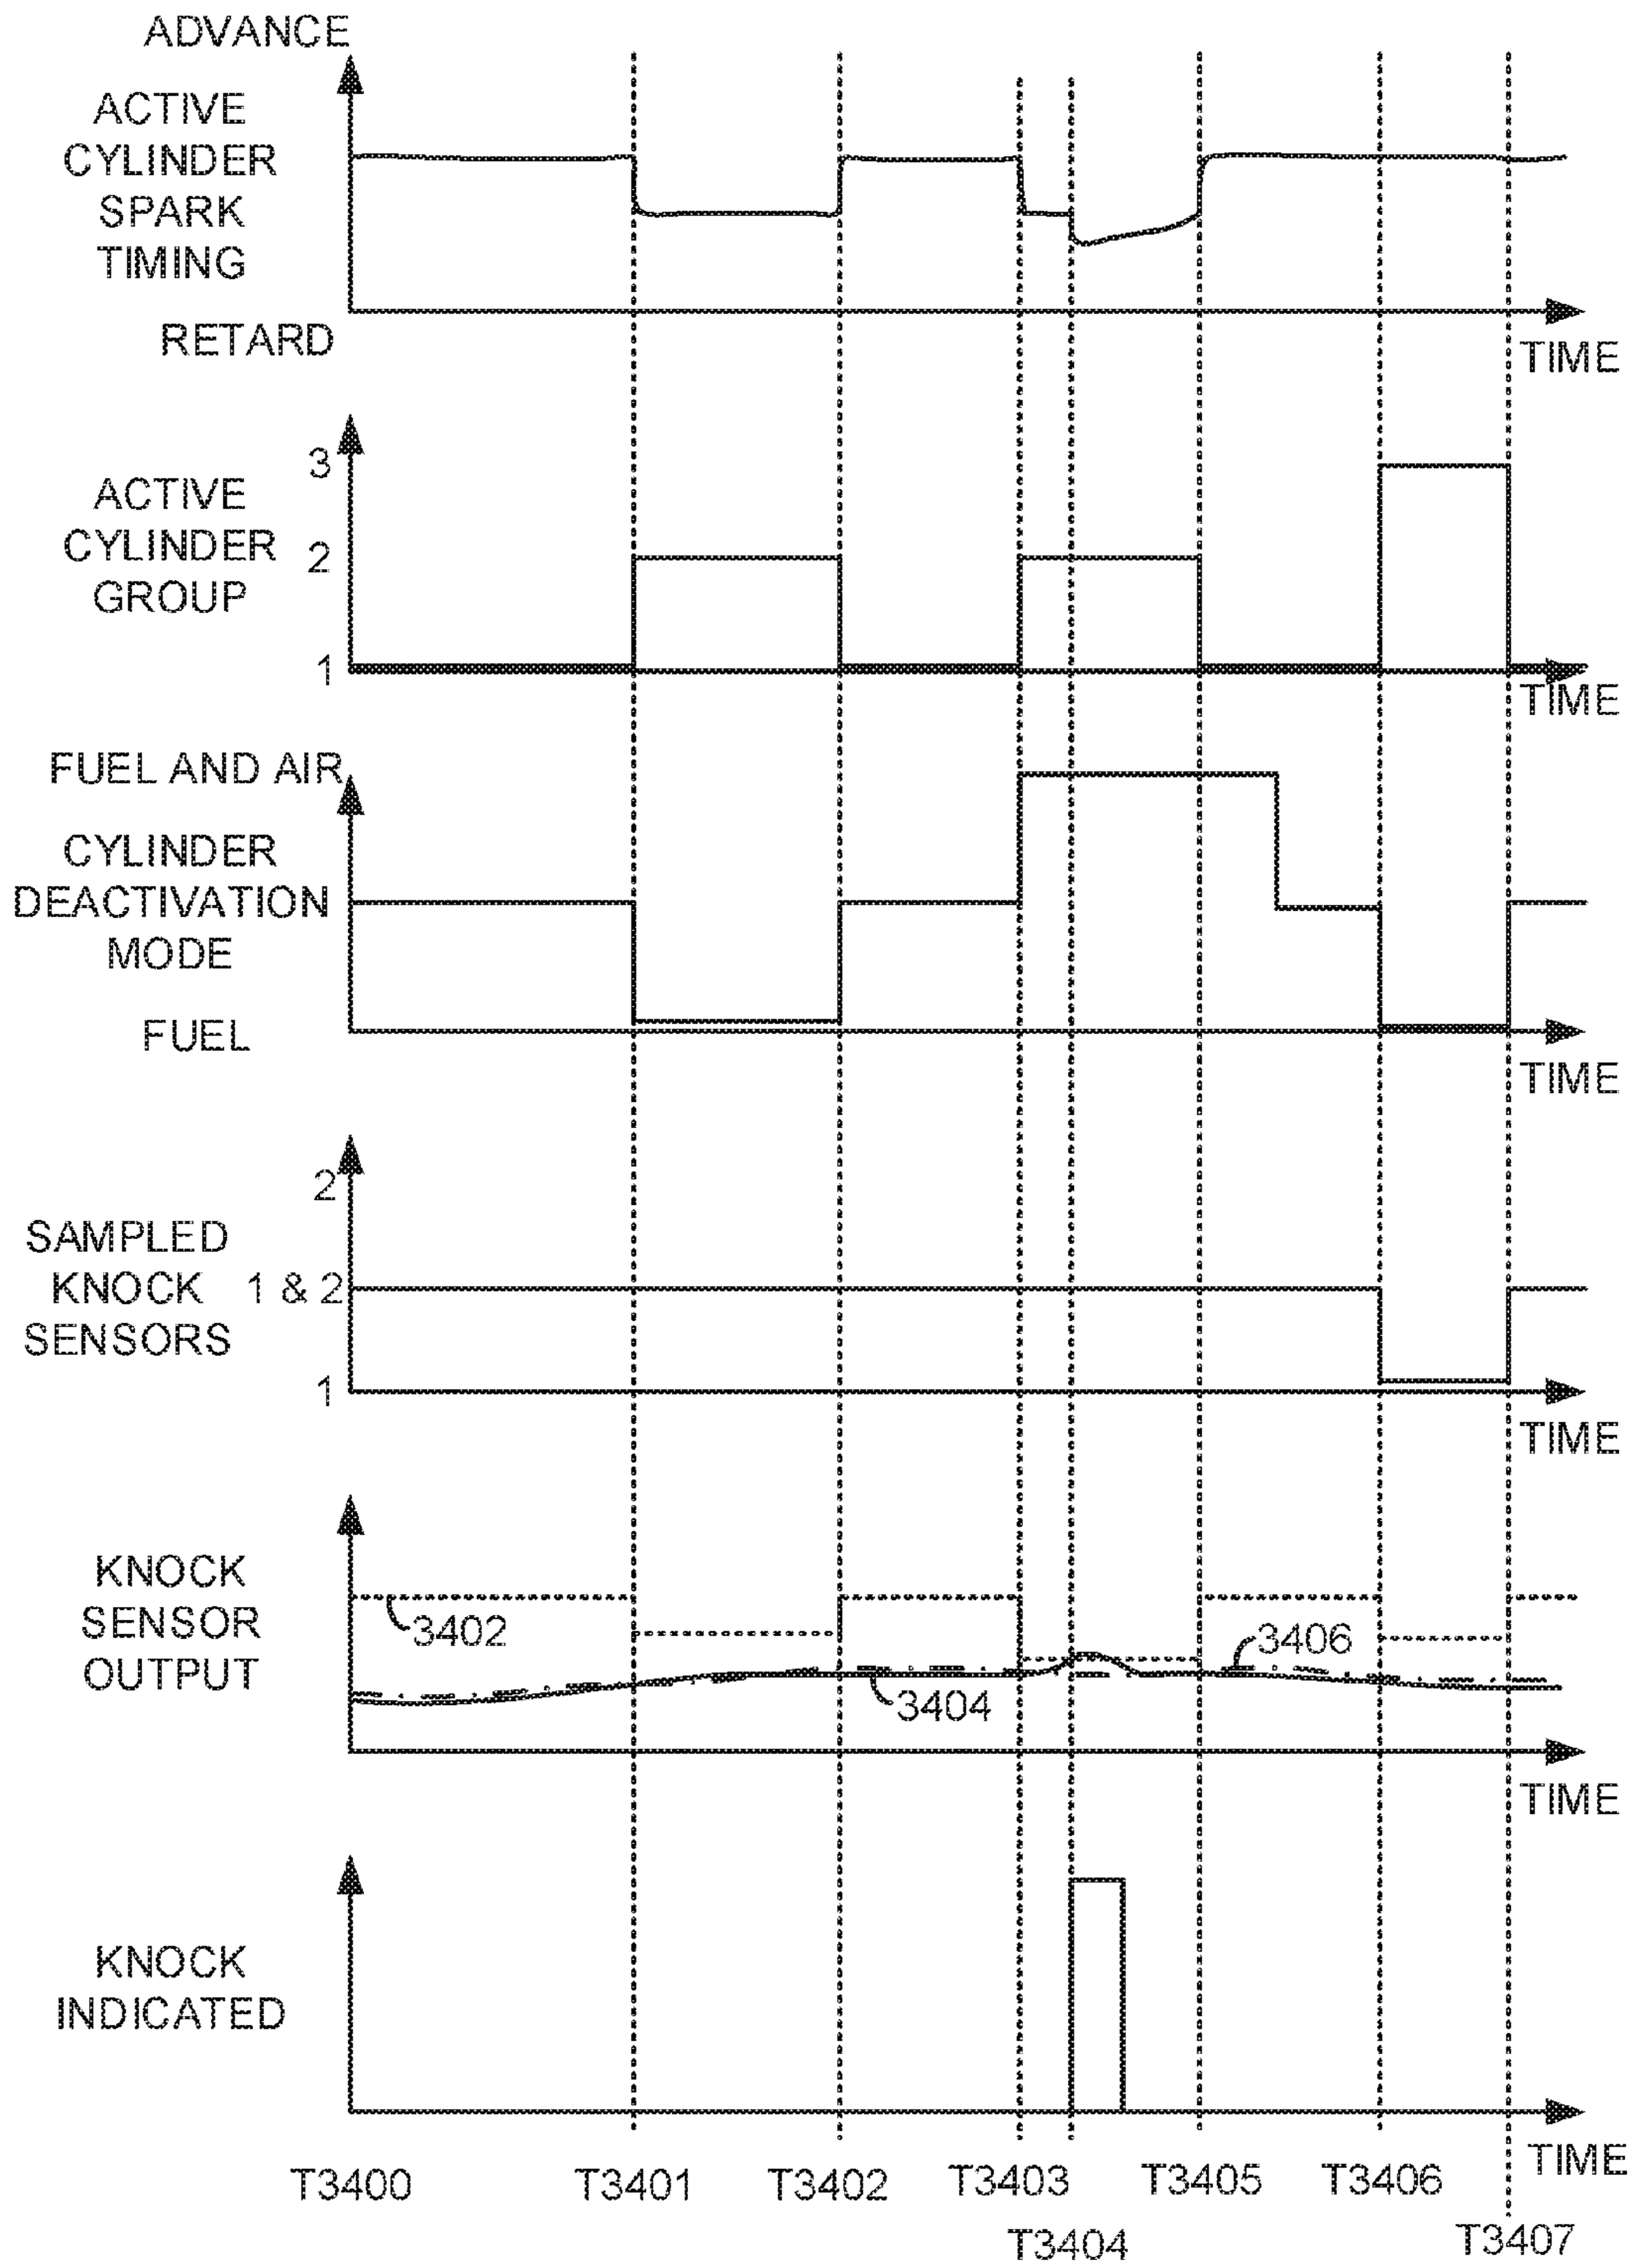 ADVANCE
ACTIVE
CYLINDER
SPARK
TIMING
RETARD
TIME
3
ACTIVE
CYLINDER
2
GROUP
1
TIME
FUEL AND AIR
CYLINDER
DEACTIVATION
MODE
FUEL
TIME
2
SAMPLED
KNOCK 1 & 2
SENSORS
1
TIME
KNOCK
SENSOR
OUTPUT
3402
3406
3404
TIME
KNOCK
INDICATED
TIME
T3400 T3401 T3402 T3403 T3405 T3406
T3404 T3407